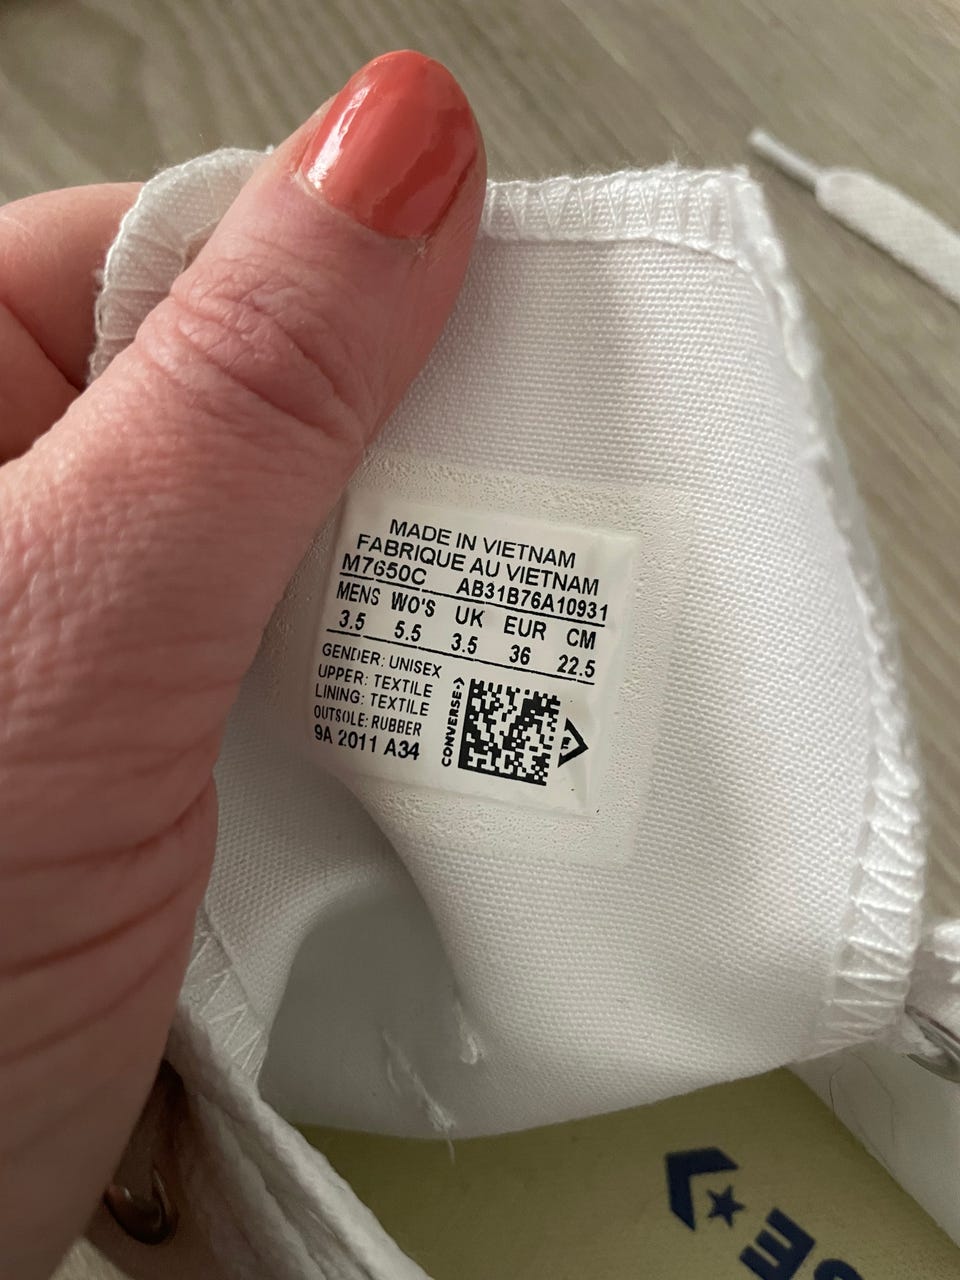 MADE IN VIETNAM
FABRIQUE AU VIETNAM
M7650C AB31B76A10931
MENS WO'S UK EUR CM
3.5 5.5 3.5 36 22.5
GENDER: UNISEX
UPPER: TEXTILE
LINING: TEXTILE
OUTSOLE: RUBBER
9A 2011 A34
CONVERSE